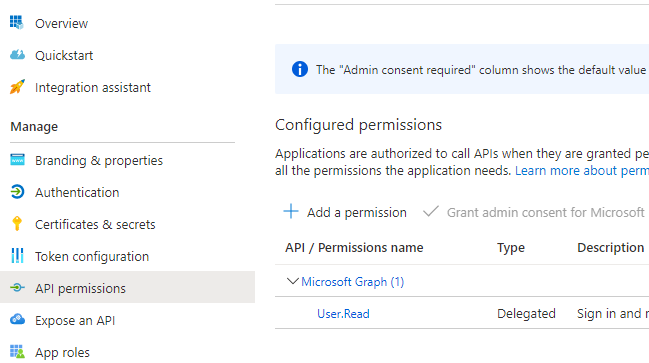 Overview
Quickstart
Integration assistant
Manage
Branding & properties
Authentication
Certificates & secrets
Token configuration
API permissions
Expose an API
App roles
The "Admin consent required" column shows the default value
Configured permissions
Applications are authorized to call APIs when they are granted pe
all the permissions the application needs. Learn more about perm
Add a permission Grant admin consent for Microsoft
API / Permissions name Type Description
Microsoft Graph (1)
User.Read Delegated Sign in and r